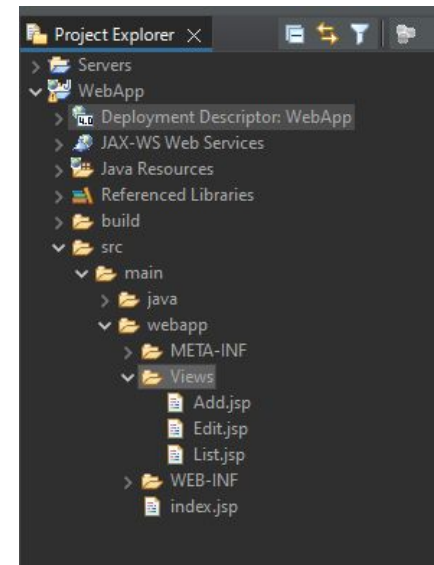 Project Explorer
Servers
WebApp
Deployment Descriptor: WebApp
JAX-WS Web Services
Java Resources
Referenced Libraries
build
src
main
java
webapp
META-INF
Views
Add.jsp
Edit.jsp
List.jsp
WEB-INF
index.jsp